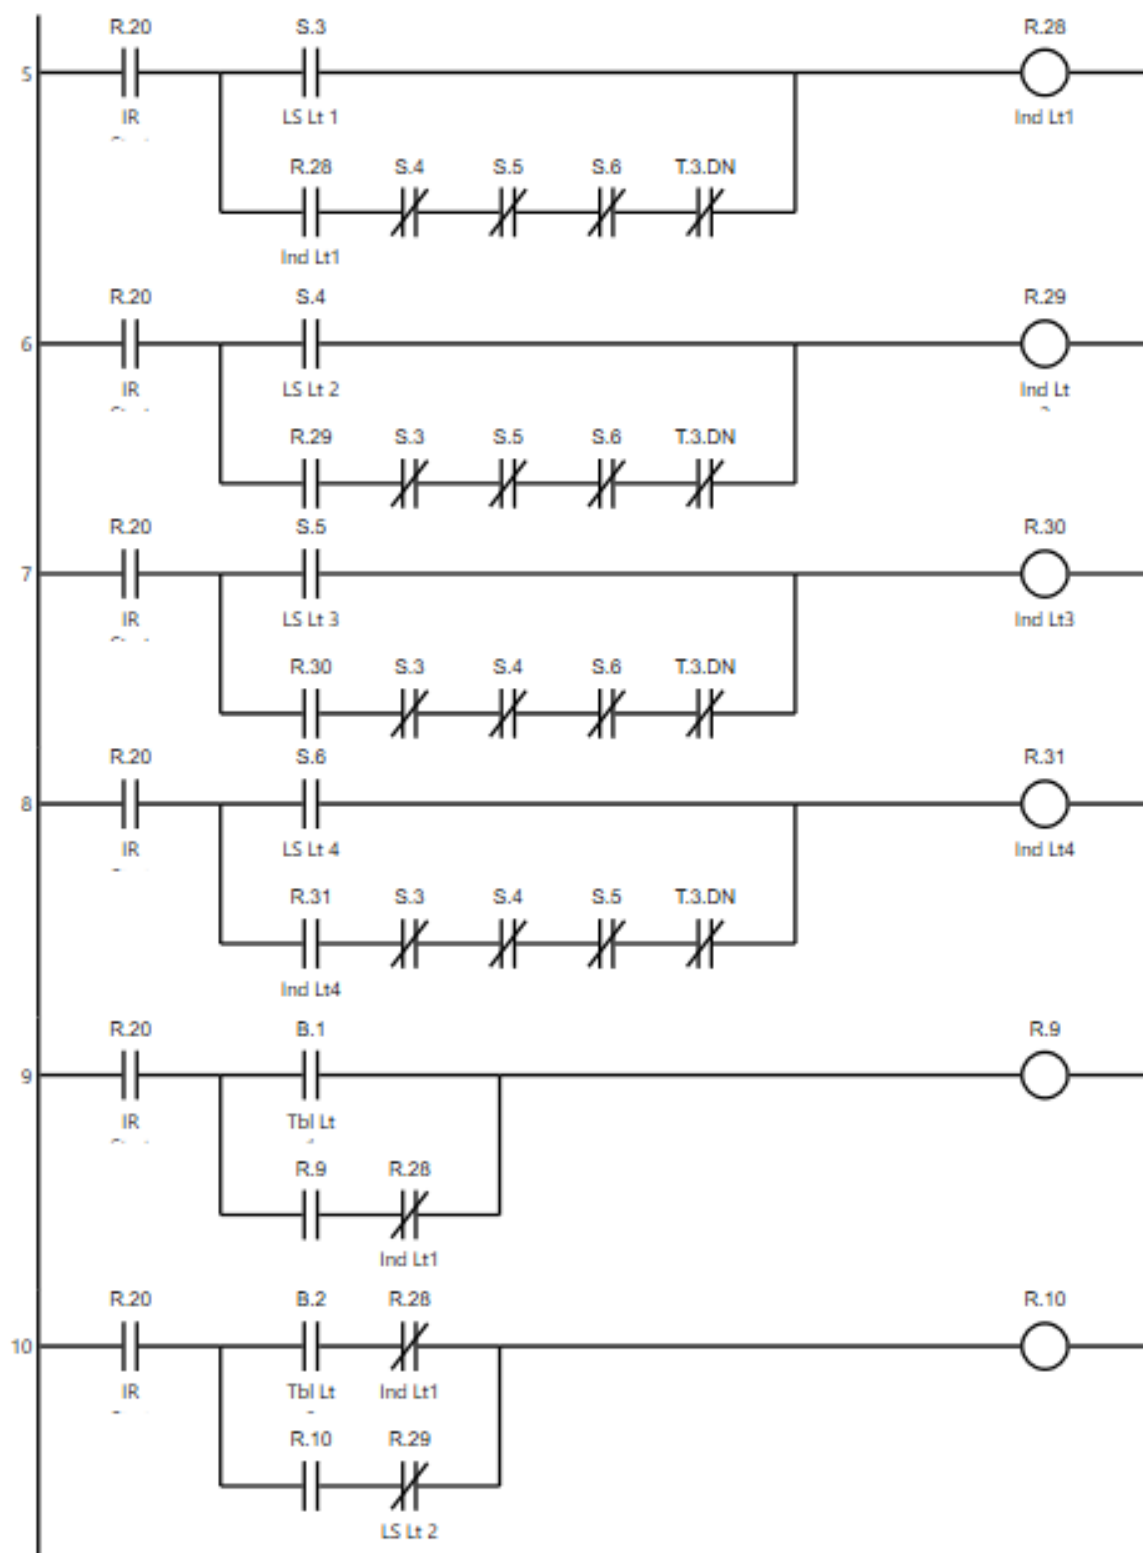 R.20 S.3 R.28
5
IR LS Lt 1 Ind Lt1
R.28 S.4 S.5 S.6 T.3.DN
Ind Lt1
R.20 S.4 R.29
6
IR LS Lt 2 Ind Lt
R.29 S.3 S.5 S.6 T.3.DN
R.20 S.5 R.30
7
IR LS Lt 3 Ind Lt3
R.30 S.3 S.4 S.6 T.3.DN
R.20 S.6 R.31
8
IR LS Lt 4 Ind Lt4
R.31 S.3 S.4 S.5 T.3.DN
Ind Lt4
R.20 B.1 R.9
9
IR Tbl Lt
R.9 R.28
Ind Lt1
R.20 B.2 R.28 R.10
10
IR Tbl Lt Ind Lt1
R.10 R.29
LS Lt 2